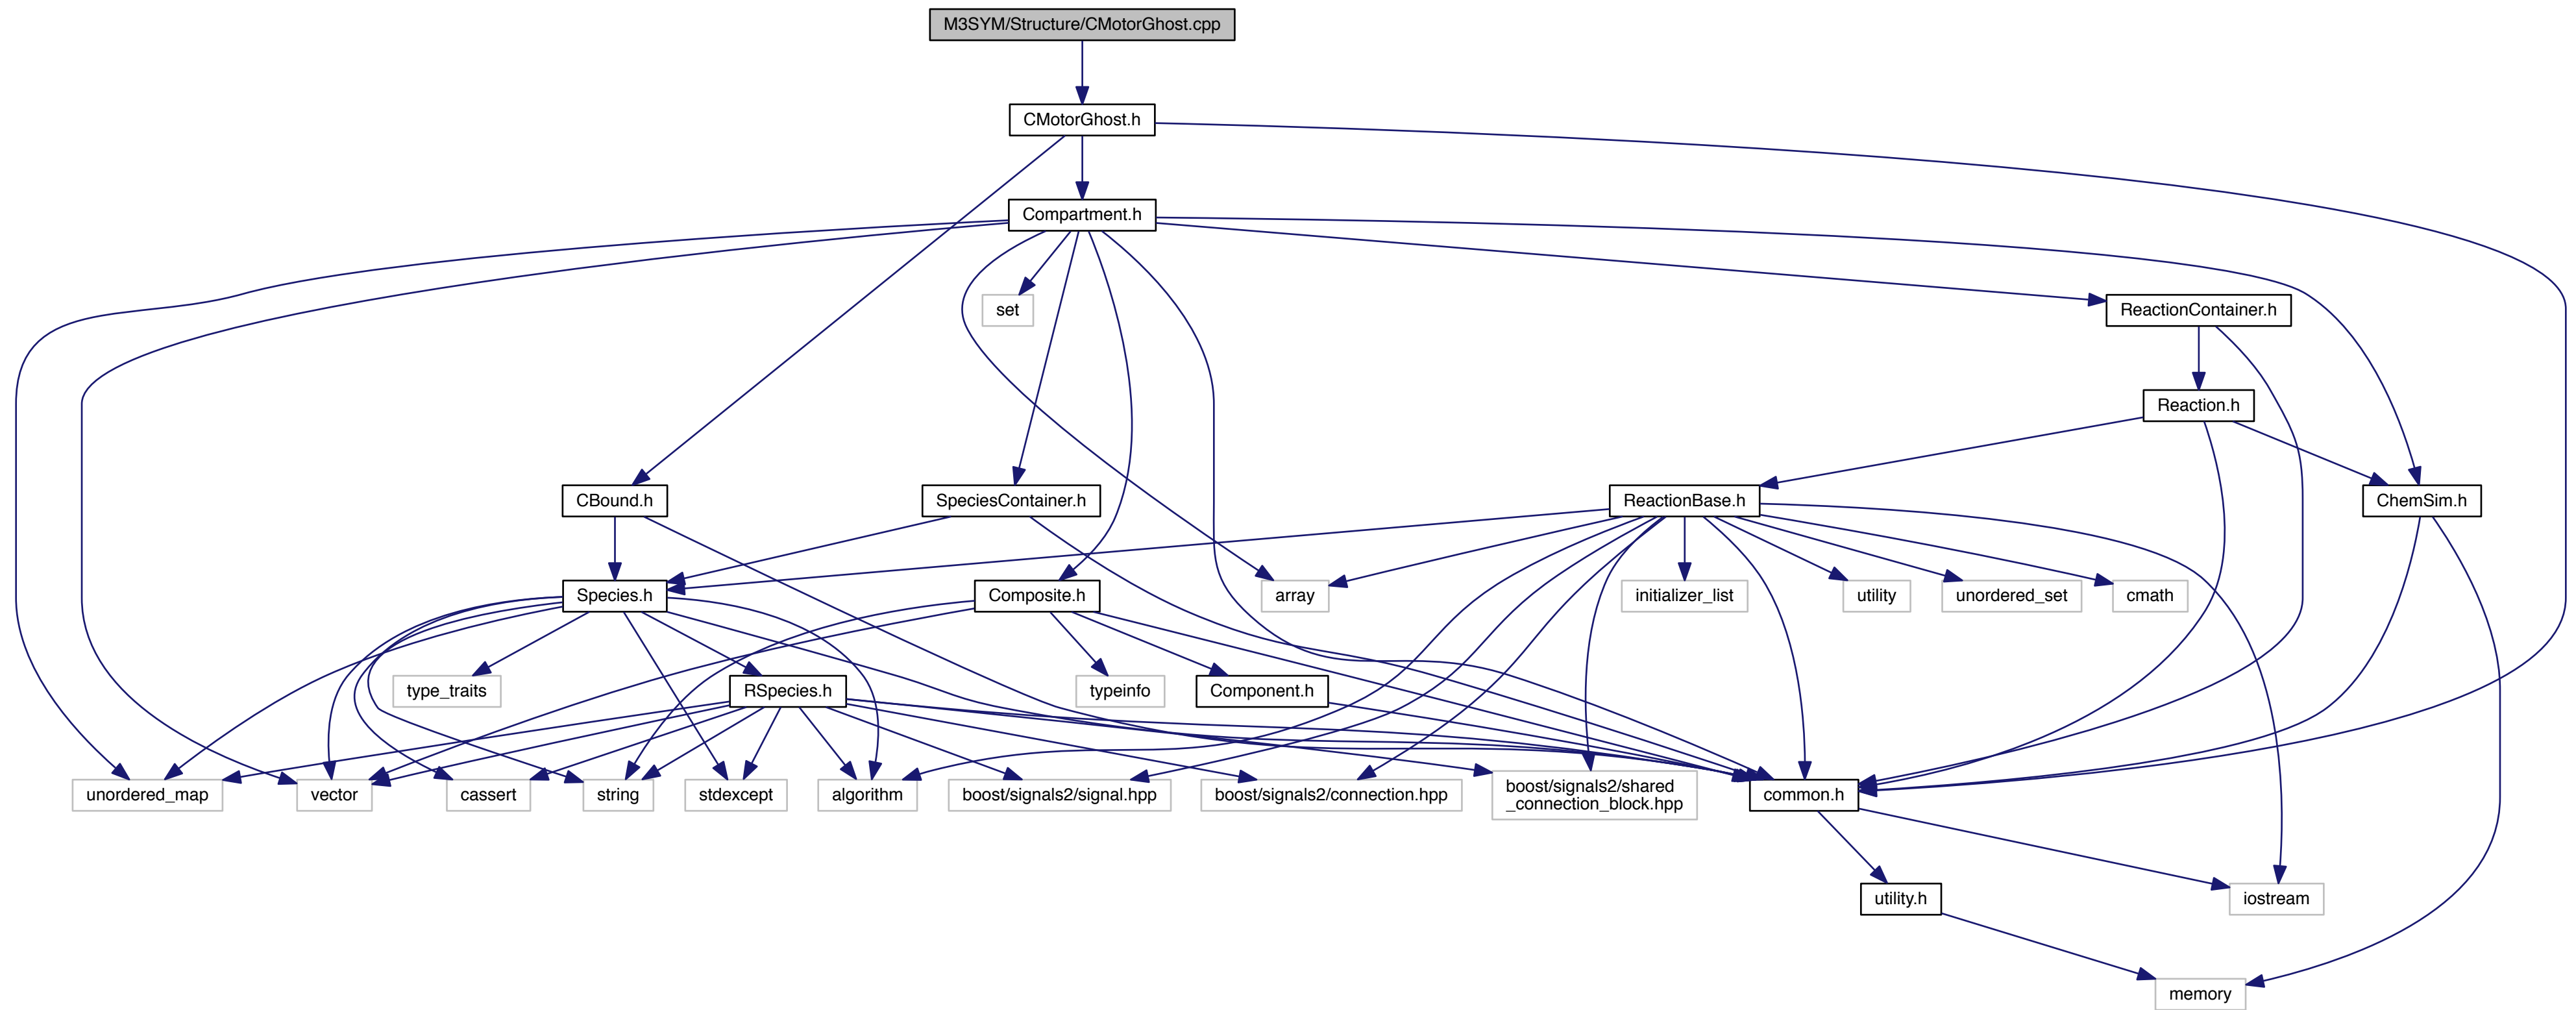 M3SYM/Structure/CMotorGhost.cpp
CMotorGhost.h
Compartment.h
set
ReactionContainer.h
Reaction.h
CBound.h
SpeciesContainer.h
ReactionBase.h
ChemSim.h
Species.h
Composite.h
array
initializer_list
utility
unordered_set
cmath
type_traits
RSpecies.h
typeinfo
Component.h
unordered_map
vector
cassert
string
stdexcept
algorithm
boost/signals2/signal.hpp
boost/signals2/connection.hpp
boost/signals2/shared
_connection_block.hpp
common.h
utility.h
iostream
memory